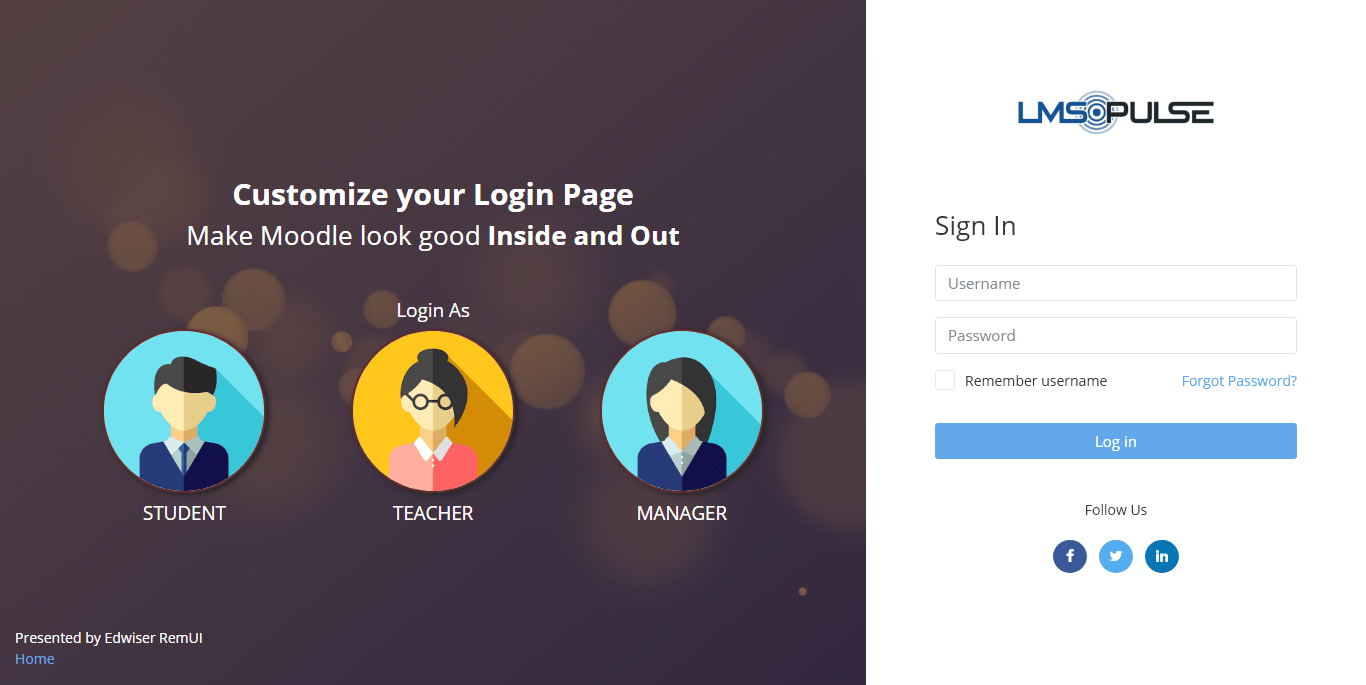 Customize your Login Page
Make Moodle look good Inside and Out
Login As
STUDENT
TEACHER
MANAGER
Presented by Edwiser RemUI
Home
LMSPULSE
Sign In
Username
Password
Remember username
Forgot Password?
Log in
Follow Us